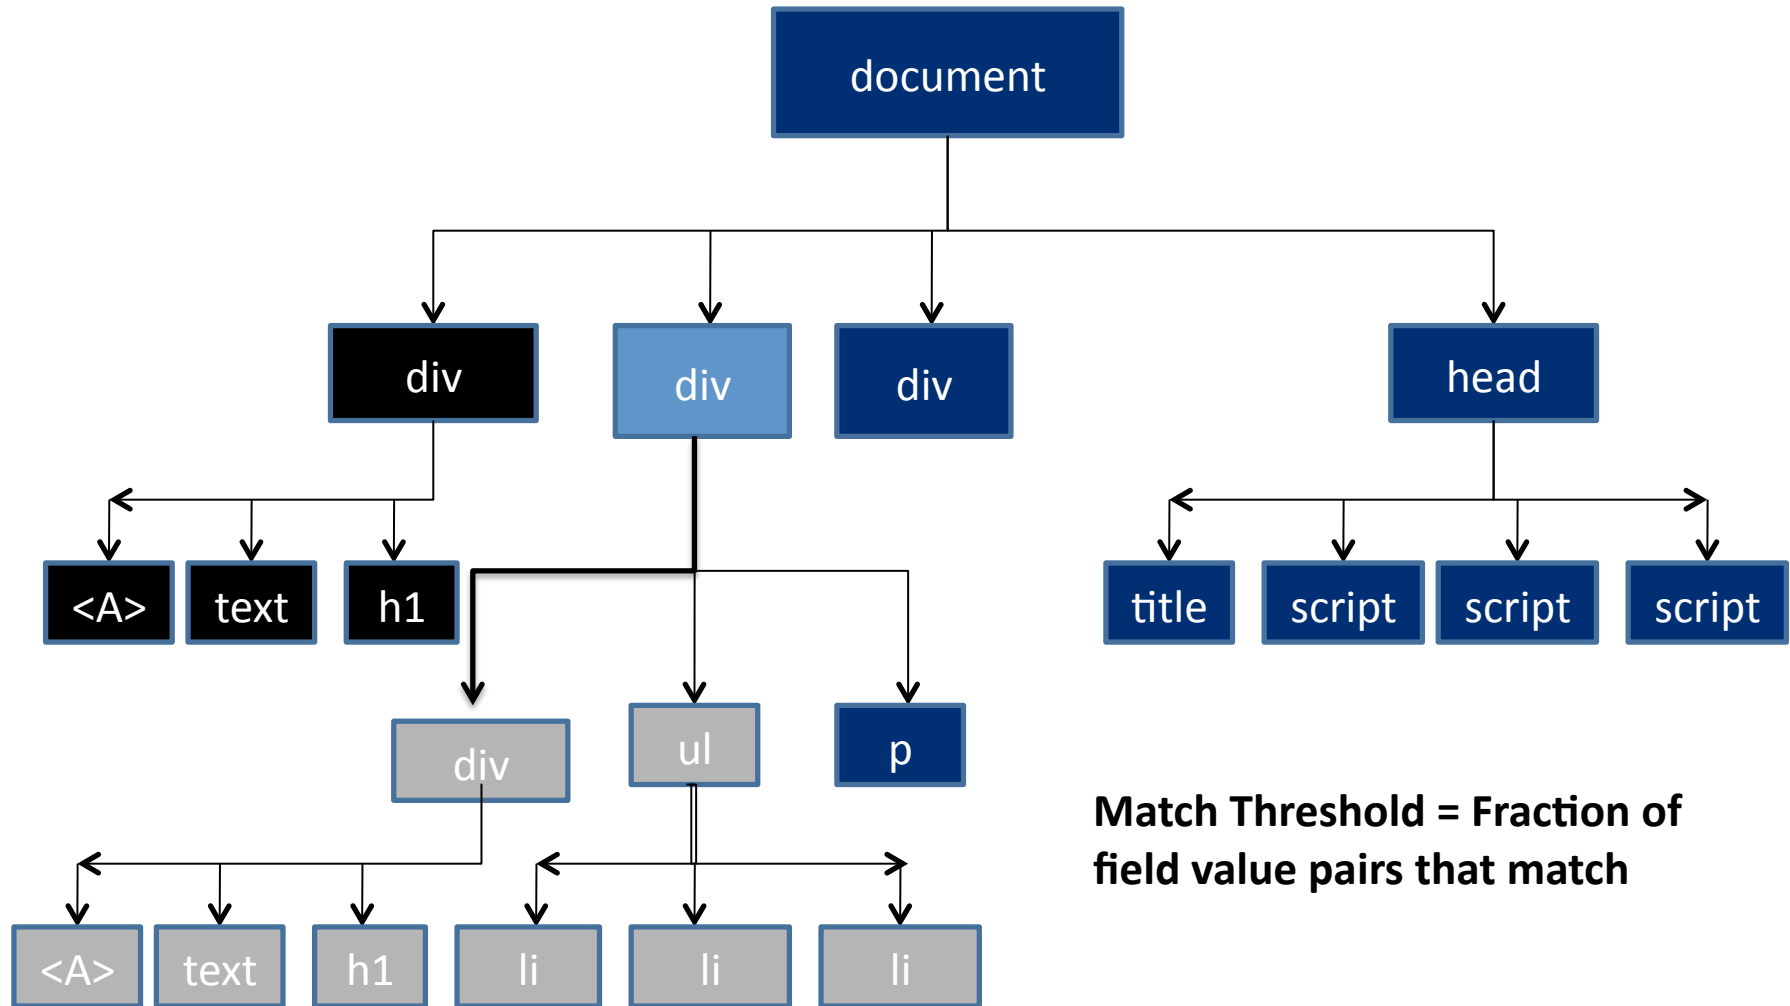 document
div
div
div
head
<A>
text
h1
title
script
script
script
div
ul
p
Match Threshold = Fraction of
field value pairs that match
<A>
text
h1
li
li
li